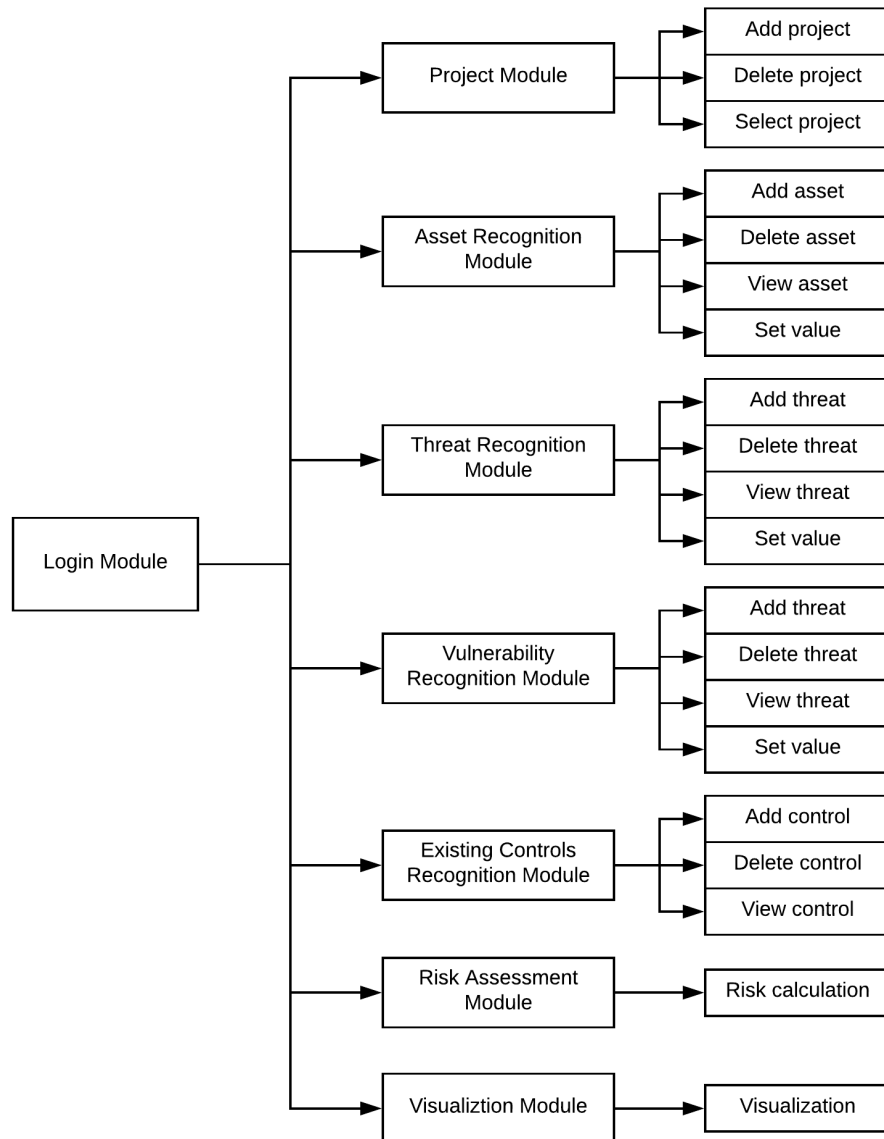 Add project
Project Module
Delete project
Select project
Add asset
Asset Recognition
Module
Delete asset
View asset
Set value
Add threat
Threat Recognition
Module
Delete threat
View threat
Set value
Login Module
Add threat
Vulnerability
Recognition Module
Delete threat
View threat
Set value
Add control
Existing Controls
Recognition Module
Delete control
View control
Risk Assessment
Module
Risk calculation
Visualiztion Module
Visualization